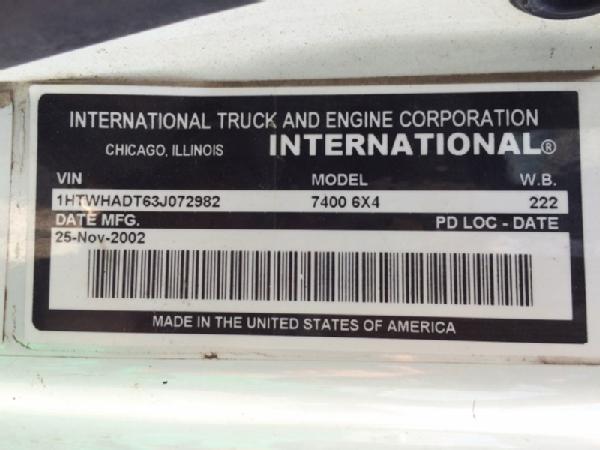 INTERNATIONAL TRUCK AND ENGINE CORPORATION
CHICAGO, ILLINOIS INTERNATIONAL®
VIN MODEL W.B.
1HTWHADT63J072982 7400 6X4 222
DATE MFG. PD LOC - DATE
25-Nov-2002
MADE IN THE UNITED STATES OF AMERICA